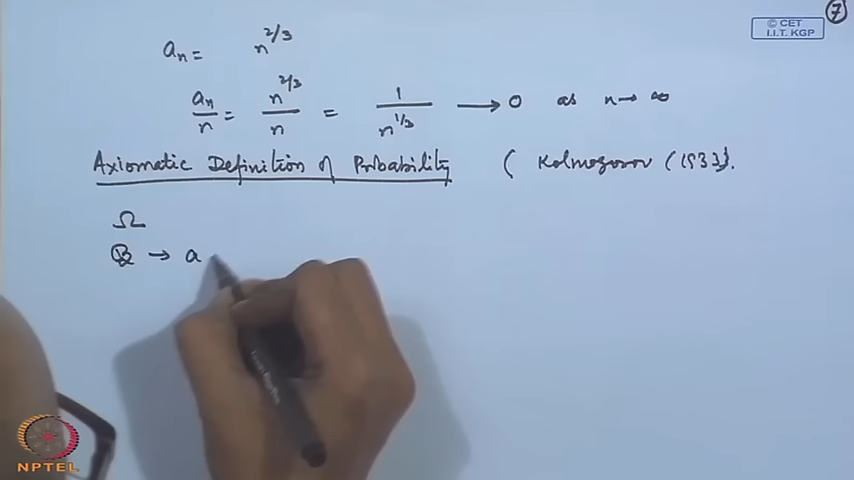 7
© CET
I.I.T. KGP
aₙ = n^{2/3}
aₙ/n = n^{2/3}/n = 1/n^{1/3} → 0 as n → ∞
Axiomatic Definition of Probability ( Kolmogorov (1933)).
Ω
B → a
NPTEL